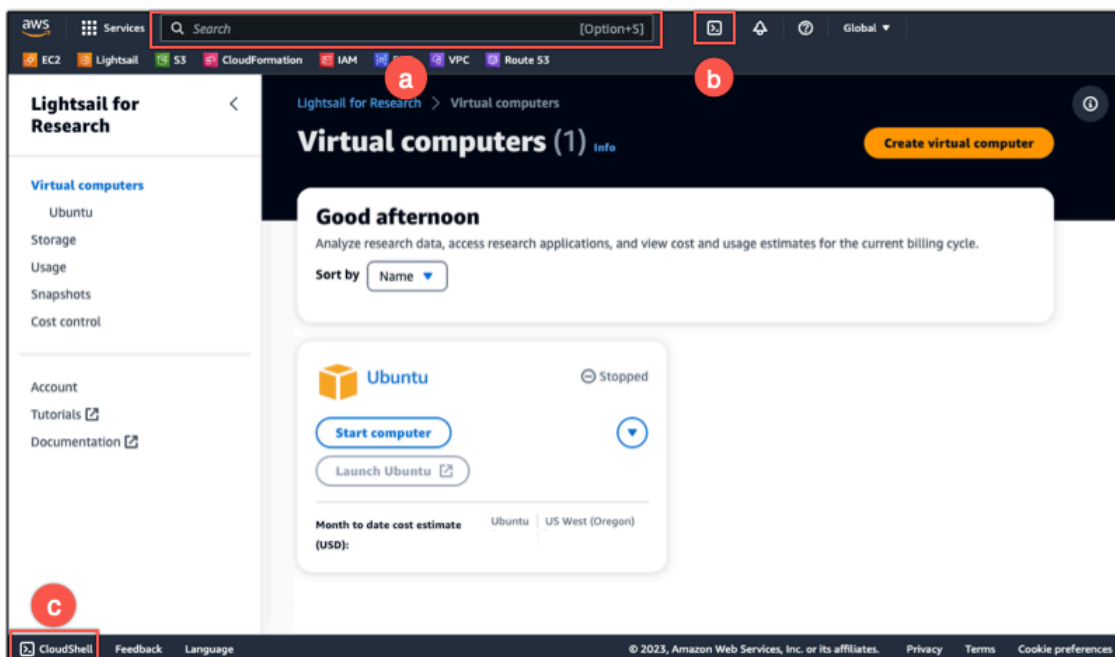 aws Services Search [Option+S] Global
EC2 Lightsail S3 CloudFormation IAM VPC Route 53
a
b
Lightsail for
Research
Virtual computers
Ubuntu
Storage
Usage
Snapshots
Cost control
Account
Tutorials
Documentation
Lightsail for Research > Virtual computers
Virtual computers (1) Info
Create virtual computer
Good afternoon
Analyze research data, access research applications, and view cost and usage estimates for the current billing cycle.
Sort by Name
Ubuntu Stopped
Start computer
Launch Ubuntu
Month to date cost estimate Ubuntu US West (Oregon)
(USD):
c
CloudShell Feedback Language © 2023, Amazon Web Services, Inc. or its affiliates. Privacy Terms Cookie preferences